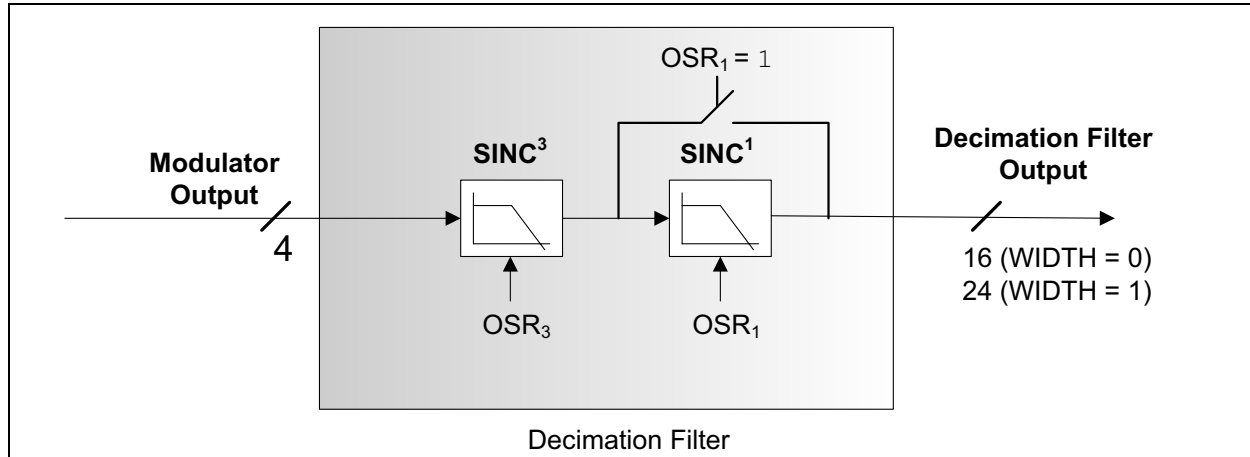 OSR₁ = 1
SINC³
SINC¹
Modulator
Output
4
Decimation Filter
Output
16 (WIDTH = 0)
24 (WIDTH = 1)
OSR₃
OSR₁
Decimation Filter